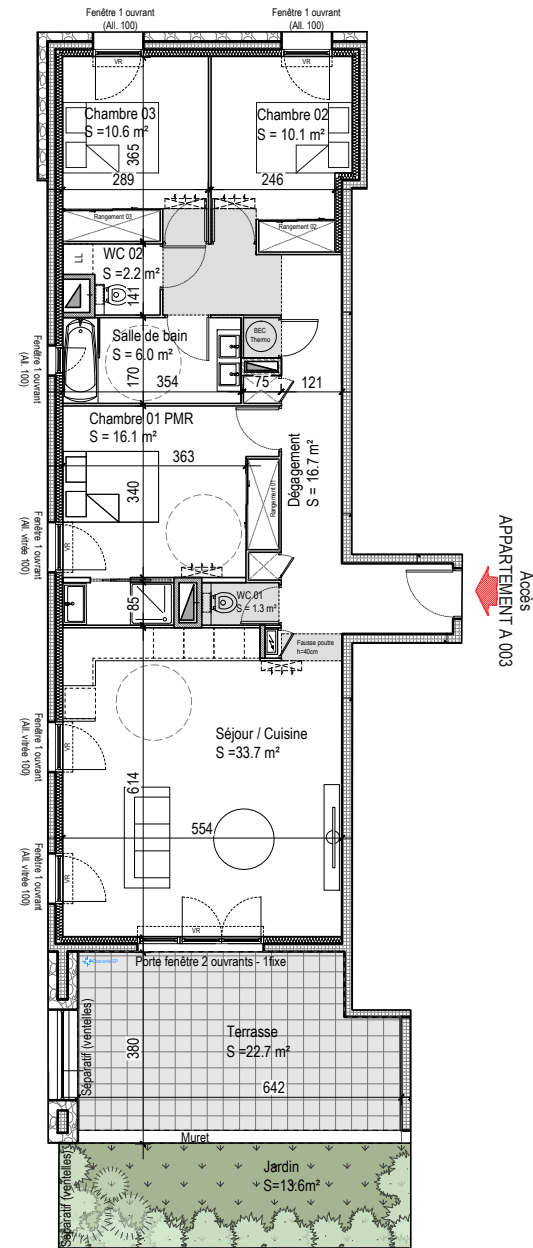 Fenêtre 1 ouvrant
(All. 100)
Fenêtre 1 ouvrant
(All. 100)
VR
VR
Chambre 03
S =10.6 m²
365
289
Chambre 02
S = 10.1 m²
246
Rangement 03
Rangement 02
LL
WC 02
S =2.2 m²
141
BEC
Thermo
Salle de bain
S = 6.0 m²
170
354
75
121
Fenêtre 1 ouvrant
(All. 100)
Chambre 01 PMR
S = 16.1 m²
363
340
Rangement 01
Dégagement
S = 16.7 m²
Fenêtre 1 ouvrant
(All. vitrée 100)
VR
Accès
APPARTEMENT A 003
85
WC 01
S = 1.3 m²
Fausse poutre
h=40cm
Séjour / Cuisine
S =33.7 m²
614
554
Fenêtre 1 ouvrant
(All. vitrée 100)
VR
Fenêtre 1 ouvrant
(All. vitrée 100)
VR
VR
Porte fenêtre 2 ouvrants - 1fixe
Séparatif (ventelles)
Terrasse
S =22.7 m²
380
642
Muret
Jardin
S=13.6m²
Séparatif (ventelles)